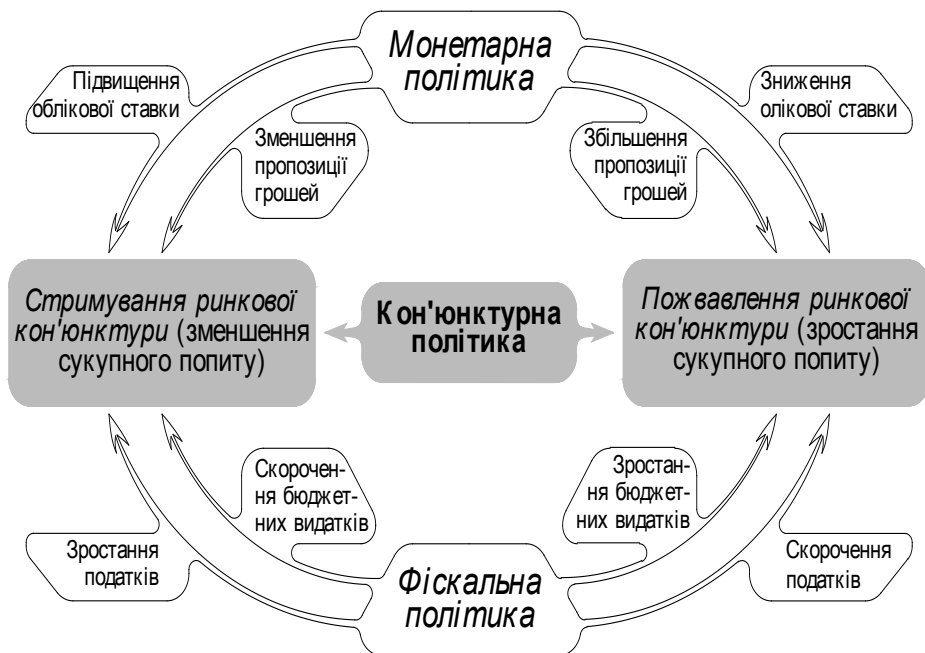 Монетарна
політика
Підвищення
облікової ставки
Зниження
олікової ставки
Зменшення
пропозиції
грошей
Збільшення
пропозиції
грошей
Стримування ринкової
кон'юнктури (зменшення
сукупного попиту)
Кон'юнктурна
політика
Пожвавлення ринкової
кон'юнктури (зростання
сукупного попиту)
Скорочен-
ня бюджет-
них видатків
Зростан-
ня бюджет-
них видатків
Зростання
податків
Скорочення
податків
Фіскальна
політика